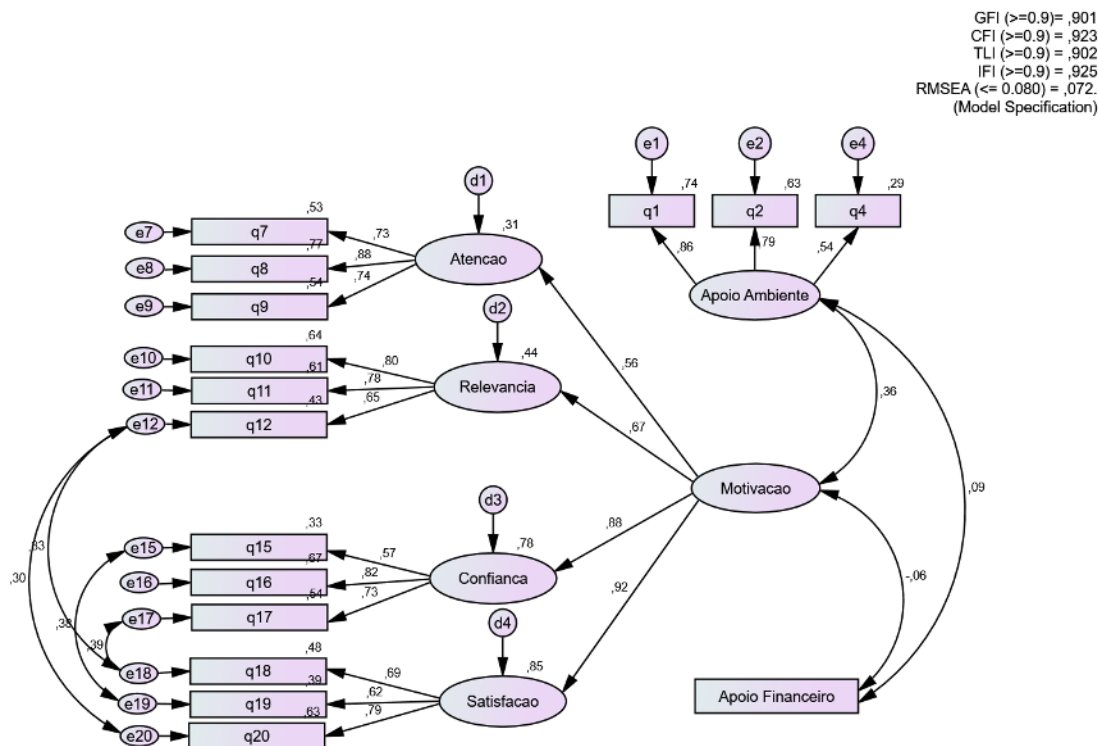 GFI (>=0.9)= ,901
CFI (>=0.9) = ,923
TLI (>=0.9) = ,902
IFI (>=0.9) = ,925
RMSEA (<= 0.080) = ,072.
(Model Specification)
e1
e2
e4
,74
,63
,29
q1
q2
q4
,86
,79
,54
Apoio Ambiente
d1
,31
Atencao
,53
e7
q7
,73
,77
e8
q8
,88
,54
e9
q9
,74
d2
,44
Relevancia
,64
e10
q10
,80
,61
e11
q11
,78
,43
e12
q12
,65
,56
,67
,36
Motivacao
,09
,88
,92
-,06
d3
,78
Confianca
,33
e15
q15
,57
,67
e16
q16
,82
,54
e17
q17
,73
,33
,30
,38
,39
d4
,85
Satisfacao
,48
e18
q18
,69
,39
e19
q19
,62
,63
e20
q20
,79
Apoio Financeiro